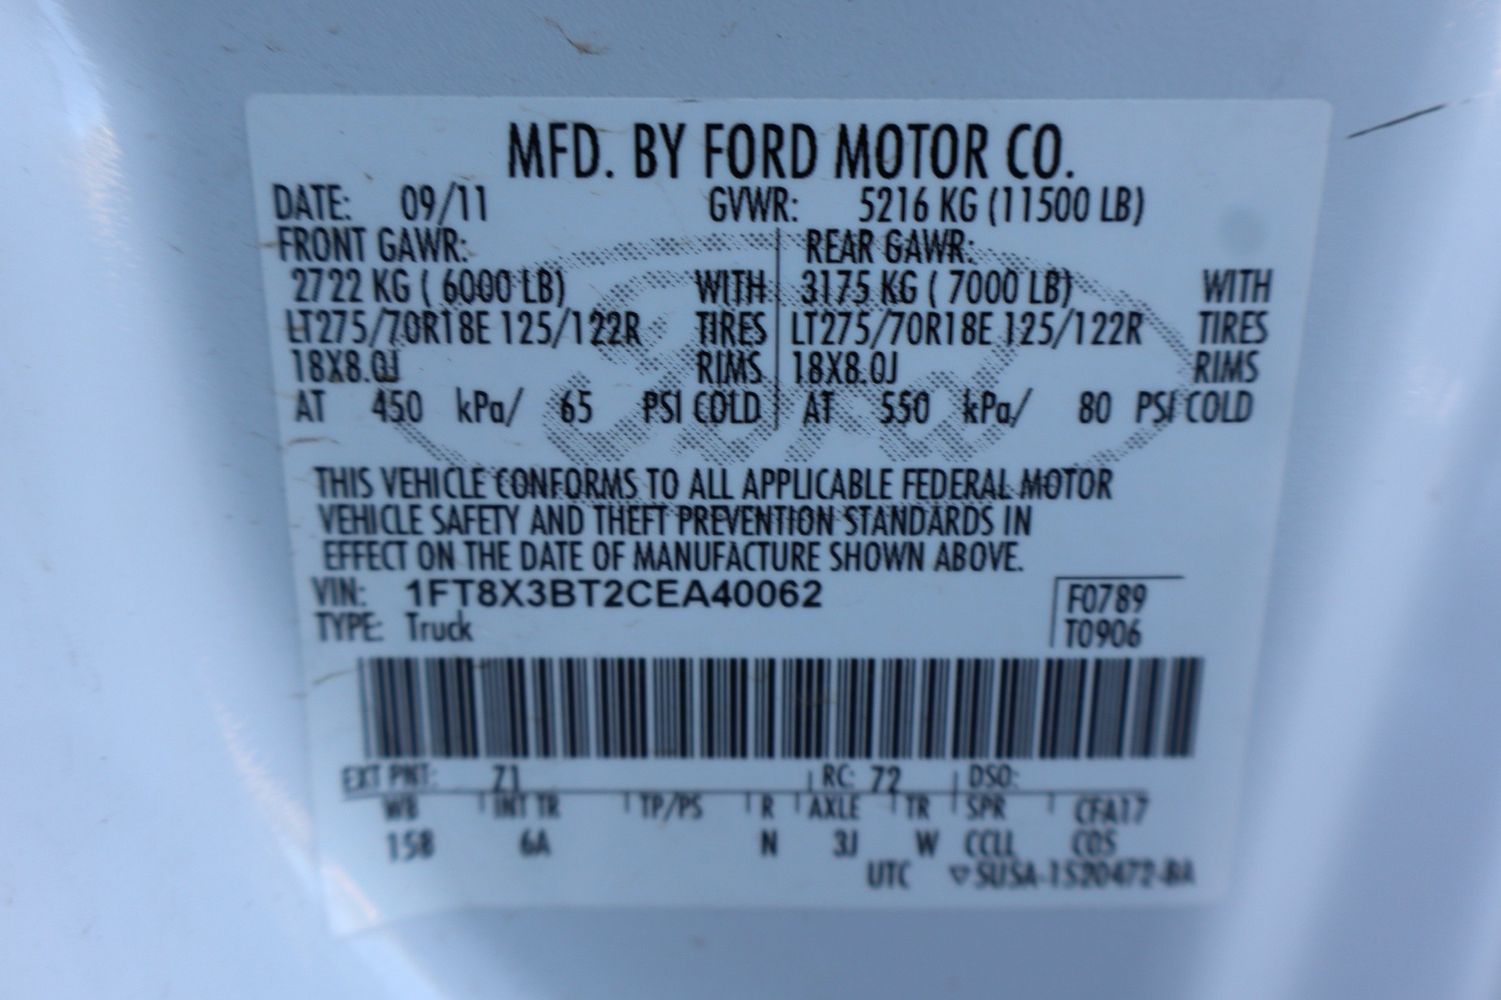 MFD. BY FORD MOTOR CO.
DATE: 09/11 GVWR: 5216 KG (11500 LB)
FRONT GAWR: REAR GAWR:
2722 KG ( 6000 LB) WITH 3175 KG ( 7000 LB) WITH
LT275/70R18E 125/122R TIRES LT275/70R18E 125/122R TIRES
18X8.0J RIMS 18X8.0J RIMS
AT 450 kPa/ 65 PSI COLD AT 550 kPa/ 80 PSI COLD
Ford
THIS VEHICLE CONFORMS TO ALL APPLICABLE FEDERAL MOTOR
VEHICLE SAFETY AND THEFT PREVENTION STANDARDS IN
EFFECT ON THE DATE OF MANUFACTURE SHOWN ABOVE.
VIN: 1FT8X3BT2CEA40062 F0789
TYPE: Truck T0906
EXT PNT: Z1 RC: 72 DSO:
WB INT TR TP/PS R AXLE TR SPR CFA17
158 6A N 3J W CCLL CDS
UTC ▽SUSA-1520472-BA